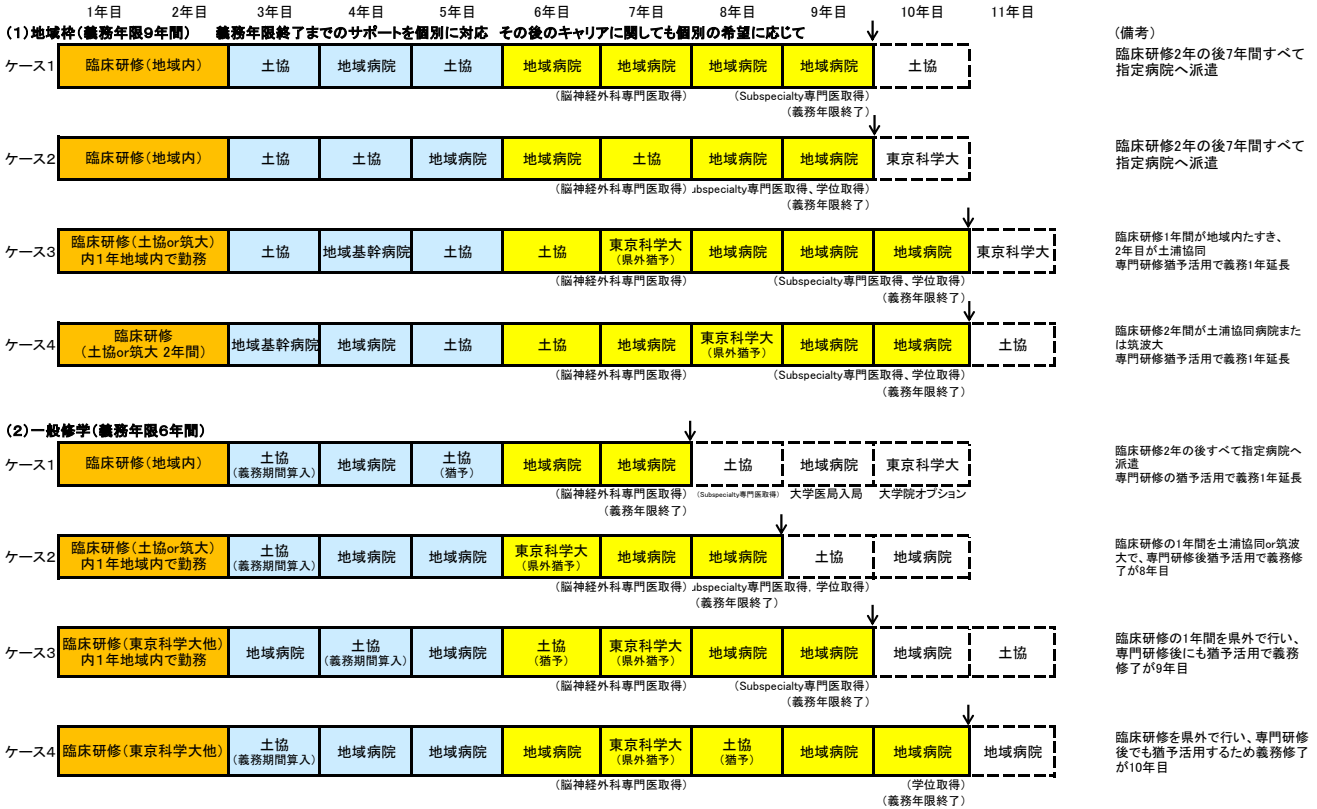 1年目 2年目 3年目 4年目 5年目 6年目 7年目 8年目 9年目 10年目 11年目
(1)地域枠(義務年限9年間) 義務年限終了までのサポートを個別に対応 その後のキャリアに関しても個別の希望に応じて
(備考)
ケース1 臨床研修(地域内) 土協 地域病院 土協 地域病院 地域病院 地域病院 地域病院 土協
臨床研修2年の後7年間すべて
指定病院へ派遣
(脳神経外科専門医取得) (Subspecialty専門医取得)
(義務年限終了)
ケース2 臨床研修(地域内) 土協 土協 地域病院 地域病院 土協 地域病院 地域病院 東京科学大
臨床研修2年の後7年間すべて
指定病院へ派遣
(脳神経外科専門医取得) ubspecialty専門医取得、学位取得)
(義務年限終了)
ケース3 臨床研修(土協or筑大)
内1年地域内で勤務
土協 地域基幹病院 土協 土協 東京科学大
(県外猶予)
地域病院 地域病院 地域病院 東京科学大
臨床研修1年間が地域内たすき、
2年目が土浦協同
専門研修猶予活用で義務1年延長
(脳神経外科専門医取得) (Subspecialty専門医取得、学位取得)
(義務年限終了)
ケース4 臨床研修
(土協or筑大 2年間)
地域基幹病院 地域病院 土協 土協 地域病院 東京科学大
(県外猶予)
地域病院 地域病院 土協
臨床研修2年間が土浦協同病院また
は筑波大
専門研修猶予活用で義務1年延長
(脳神経外科専門医取得) (Subspecialty専門医取得、学位取得)
(義務年限終了)
(2)一般修学(義務年限6年間)
ケース1 臨床研修(地域内) 土協
(義務期間算入)
地域病院 土協
(猶予)
地域病院 地域病院 土協 地域病院 東京科学大
臨床研修2年の後すべて指定病院へ
派遣
専門研修の猶予活用で義務1年延長
(脳神経外科専門医取得) (Subspecialty専門医取得) 大学医局入局 大学院オプション
(義務年限終了)
ケース2 臨床研修(土協or筑大)
内1年地域内で勤務
土協
(義務期間算入)
地域病院 地域病院 東京科学大
(県外猶予)
地域病院 地域病院 土協 地域病院
臨床研修の1年間を土浦協同or筑波
大で、専門研修後猶予活用で義務修
了が8年目
(脳神経外科専門医取得) ubspecialty専門医取得, 学位取得)
(義務年限終了)
ケース3 臨床研修(東京科学大他)
内1年地域内で勤務
地域病院 土協
(義務期間算入)
地域病院 土協
(猶予)
東京科学大
(県外猶予)
地域病院 地域病院 地域病院 土協
臨床研修の1年間を県外で行い、
専門研修後にも猶予活用で義務
修了が9年目
(脳神経外科専門医取得) (Subspecialty専門医取得)
(義務年限終了)
ケース4 臨床研修(東京科学大他) 土協
(義務期間算入)
地域病院 地域病院 地域病院 東京科学大
(県外猶予)
土協
(猶予)
地域病院 地域病院 地域病院
臨床研修を県外で行い、専門研修
後でも猶予活用するため義務修了
が10年目
(脳神経外科専門医取得) (学位取得)
(義務年限終了)